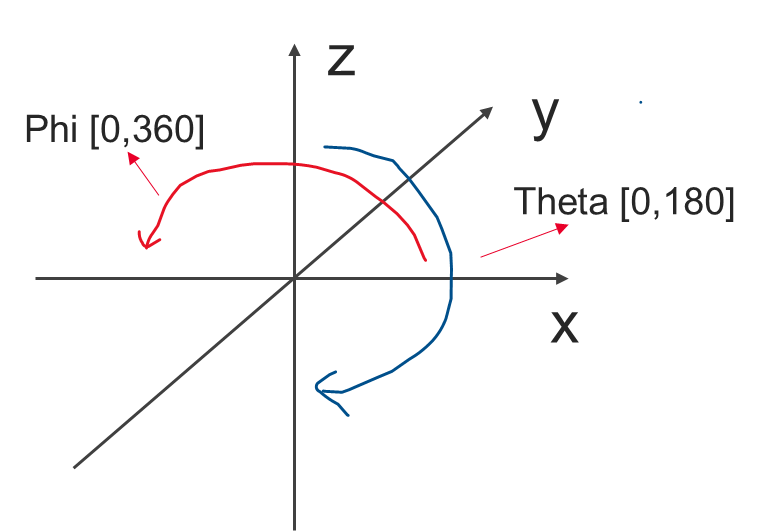 z
y
Phi [0,360]
Theta [0,180]
x